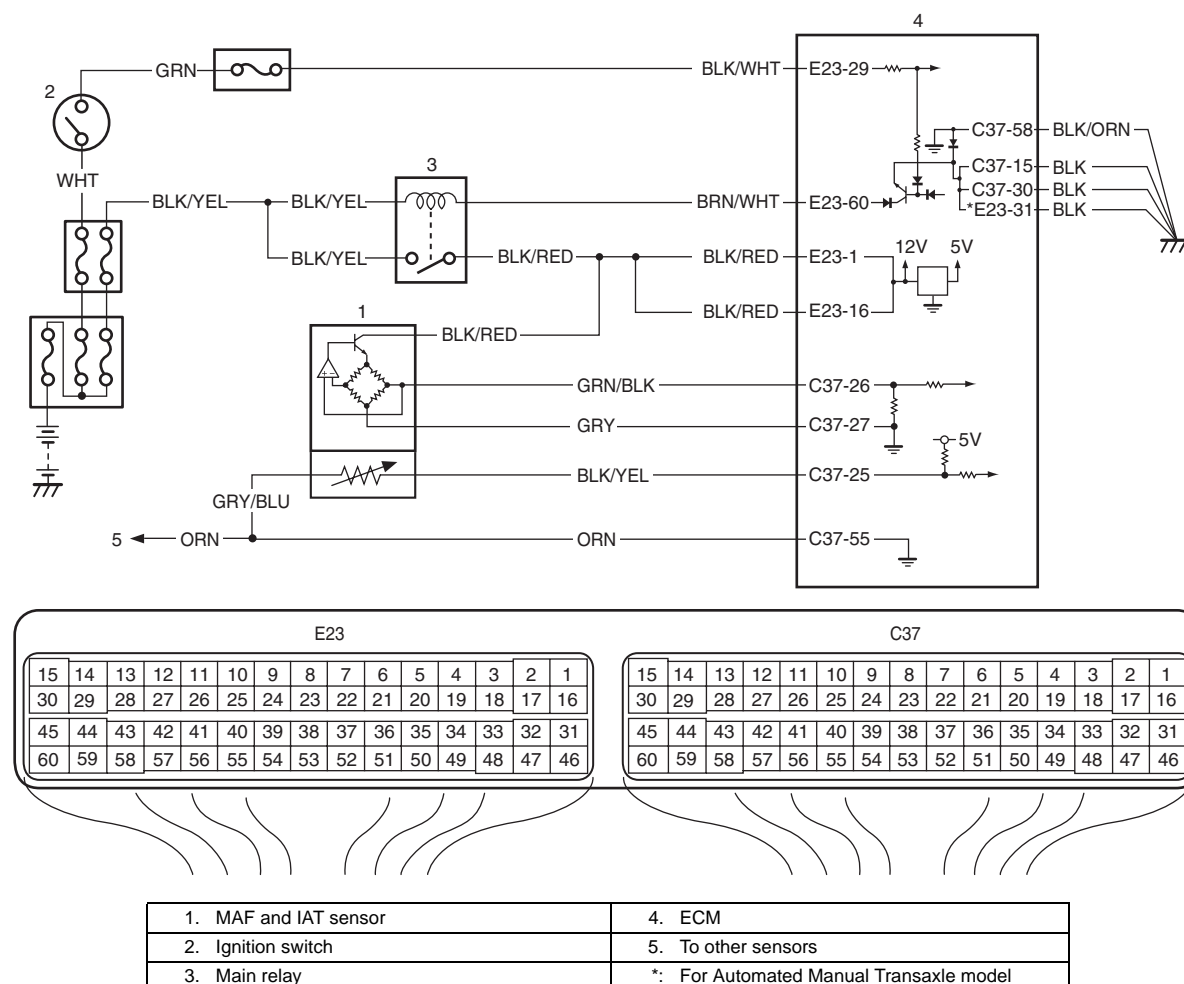 4
GRN
BLK/WHT
E23-29
2
C37-58
BLK/ORN
3
C37-15
BLK
WHT
C37-30
BLK
BLK/YEL
BLK/YEL
BRN/WHT
E23-60
*E23-31
BLK
BLK/YEL
BLK/RED
BLK/RED
E23-1
12V
5V
1
BLK/RED
E23-16
BLK/RED
+ -
GRN/BLK
C37-26
GRY
C37-27
5V
BLK/YEL
C37-25
GRY/BLU
5
ORN
ORN
C37-55
E23
C37
15 14 13 12 11 10 9 8 7 6 5 4 3 2 1
15 14 13 12 11 10 9 8 7 6 5 4 3 2 1
30 29 28 27 26 25 24 23 22 21 20 19 18 17 16
30 29 28 27 26 25 24 23 22 21 20 19 18 17 16
45 44 43 42 41 40 39 38 37 36 35 34 33 32 31
45 44 43 42 41 40 39 38 37 36 35 34 33 32 31
60 59 58 57 56 55 54 53 52 51 50 49 48 47 46
60 59 58 57 56 55 54 53 52 51 50 49 48 47 46
1. MAF and IAT sensor
4. ECM
2. Ignition switch
5. To other sensors
3. Main relay
*: For Automated Manual Transaxle model